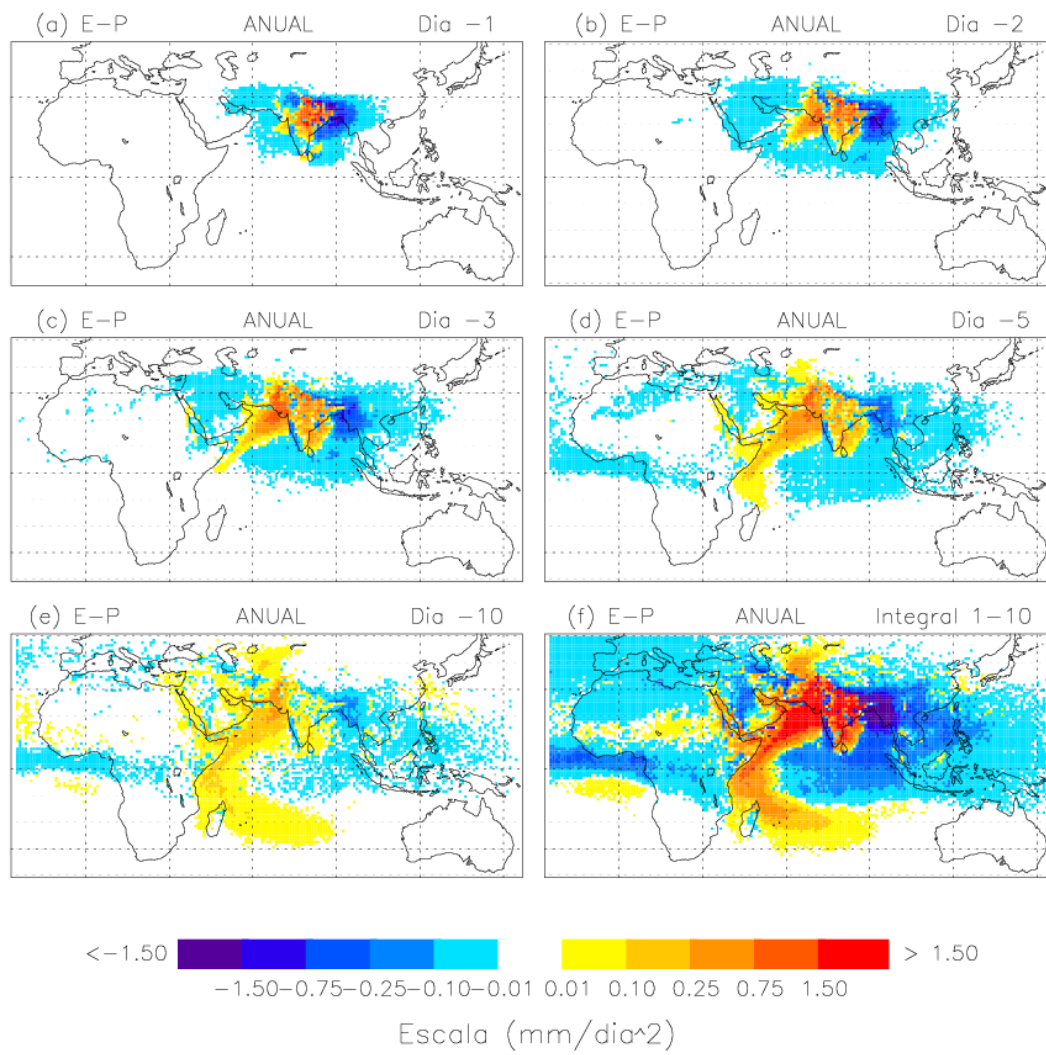 (a) E-P ANUAL Dia -1
(b) E-P ANUAL Dia -2
(c) E-P ANUAL Dia -3
(d) E-P ANUAL Dia -5
(e) E-P ANUAL Dia -10
(f) E-P ANUAL Integral 1-10
<-1.50 > 1.50
-1.50-0.75-0.25-0.10-0.01 0.01 0.10 0.25 0.75 1.50
Escala (mm/dia^2)